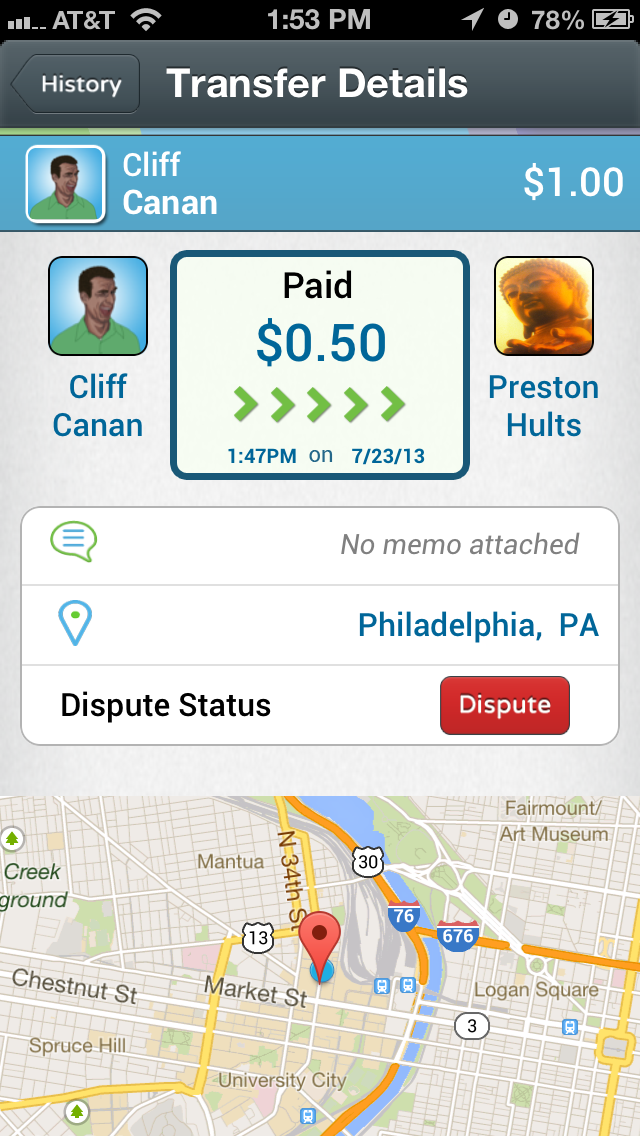 AT&T 1:53 PM 78%
History Transfer Details
Cliff
Canan
$1.00
Paid
$0.50
1:47PM on 7/23/13
Cliff
Canan
Preston
Hults
No memo attached
Philadelphia, PA
Dispute Status Dispute
Fairmount/
Art Museum
Mantua
N 34th St
30
Creek
ground
76
676
13
Chestnut St
Market St
Logan Square
3
Spruce Hill
University City